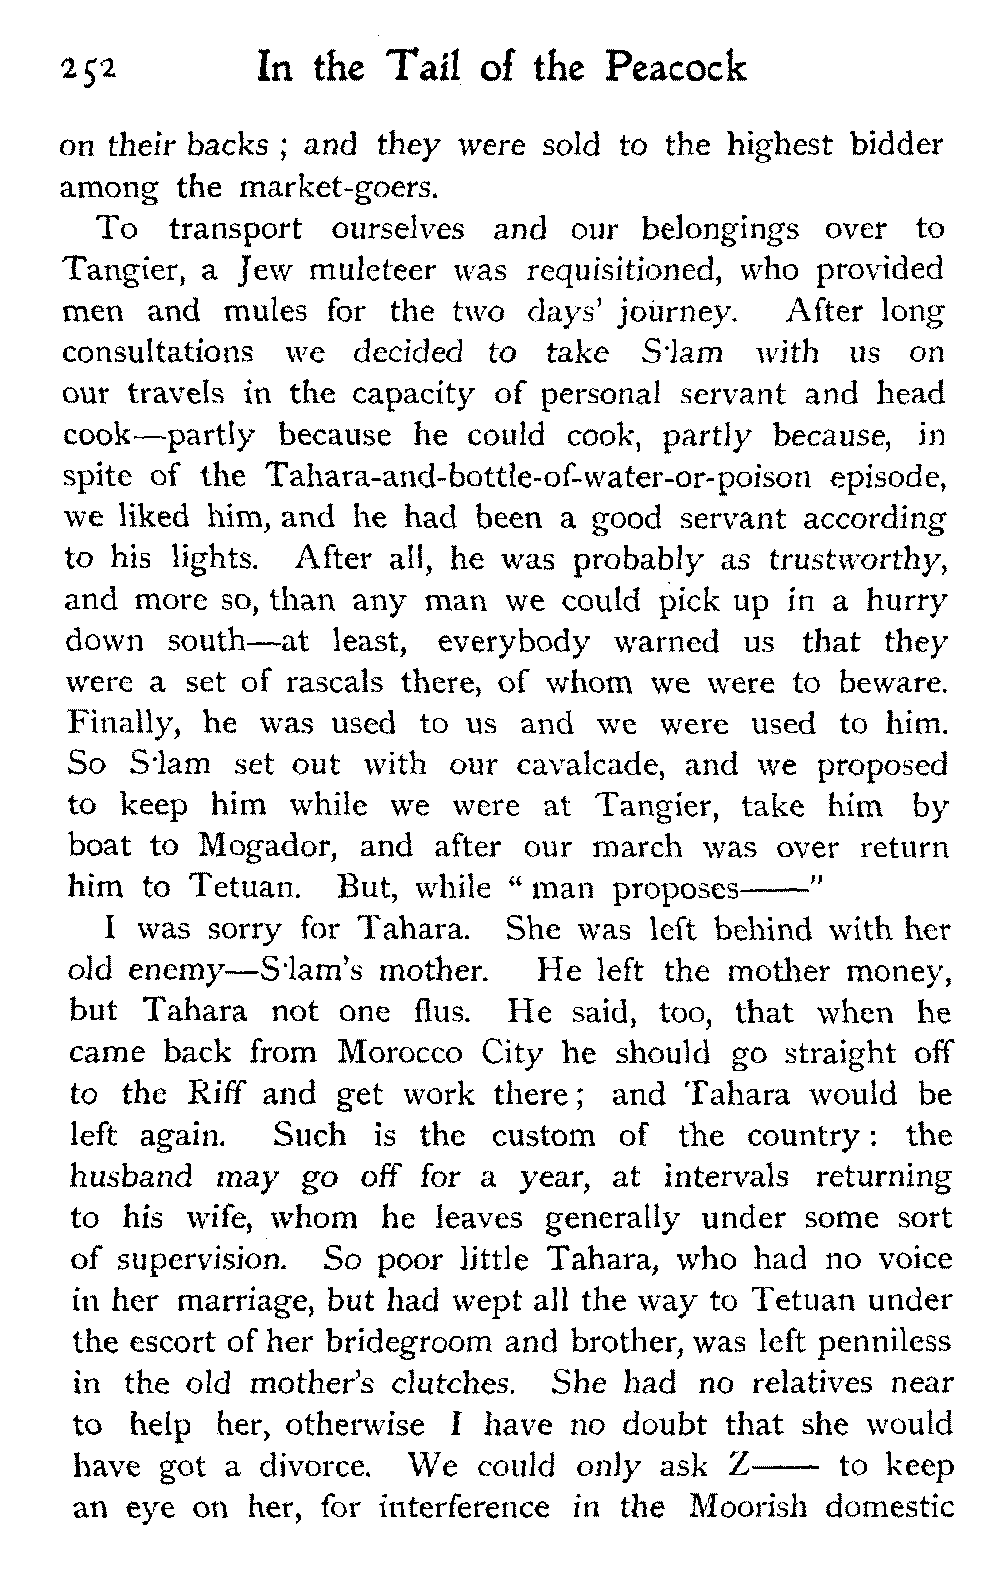 252 In the Tail of the Peacock
on their backs ; and they were sold to the highest bidder
among the market-goers.
To transport ourselves and our belongings over to
Tangier, a Jew muleteer was requisitioned, who provided
men and mules for the two days' journey. After long
consultations we decided to take S·lam with us on
our travels in the capacity of personal servant and head
cook—partly because he could cook, partly because, in
spite of the Tahara-and-bottle-of-water-or-poison episode,
we liked him, and he had been a good servant according
to his lights. After all, he was probably as trustworthy,
and more so, than any man we could pick up in a hurry
down south—at least, everybody warned us that they
were a set of rascals there, of whom we were to beware.
Finally, he was used to us and we were used to him.
So S·lam set out with our cavalcade, and we proposed
to keep him while we were at Tangier, take him by
boat to Mogador, and after our march was over return
him to Tetuan. But, while “ man proposes——”
I was sorry for Tahara. She was left behind with her
old enemy—S·lam's mother. He left the mother money,
but Tahara not one flus. He said, too, that when he
came back from Morocco City he should go straight off
to the Riff and get work there ; and Tahara would be
left again. Such is the custom of the country : the
husband may go off for a year, at intervals returning
to his wife, whom he leaves generally under some sort
of supervision. So poor little Tahara, who had no voice
in her marriage, but had wept all the way to Tetuan under
the escort of her bridegroom and brother, was left penniless
in the old mother's clutches. She had no relatives near
to help her, otherwise I have no doubt that she would
have got a divorce. We could only ask Z—— to keep
an eye on her, for interference in the Moorish domestic